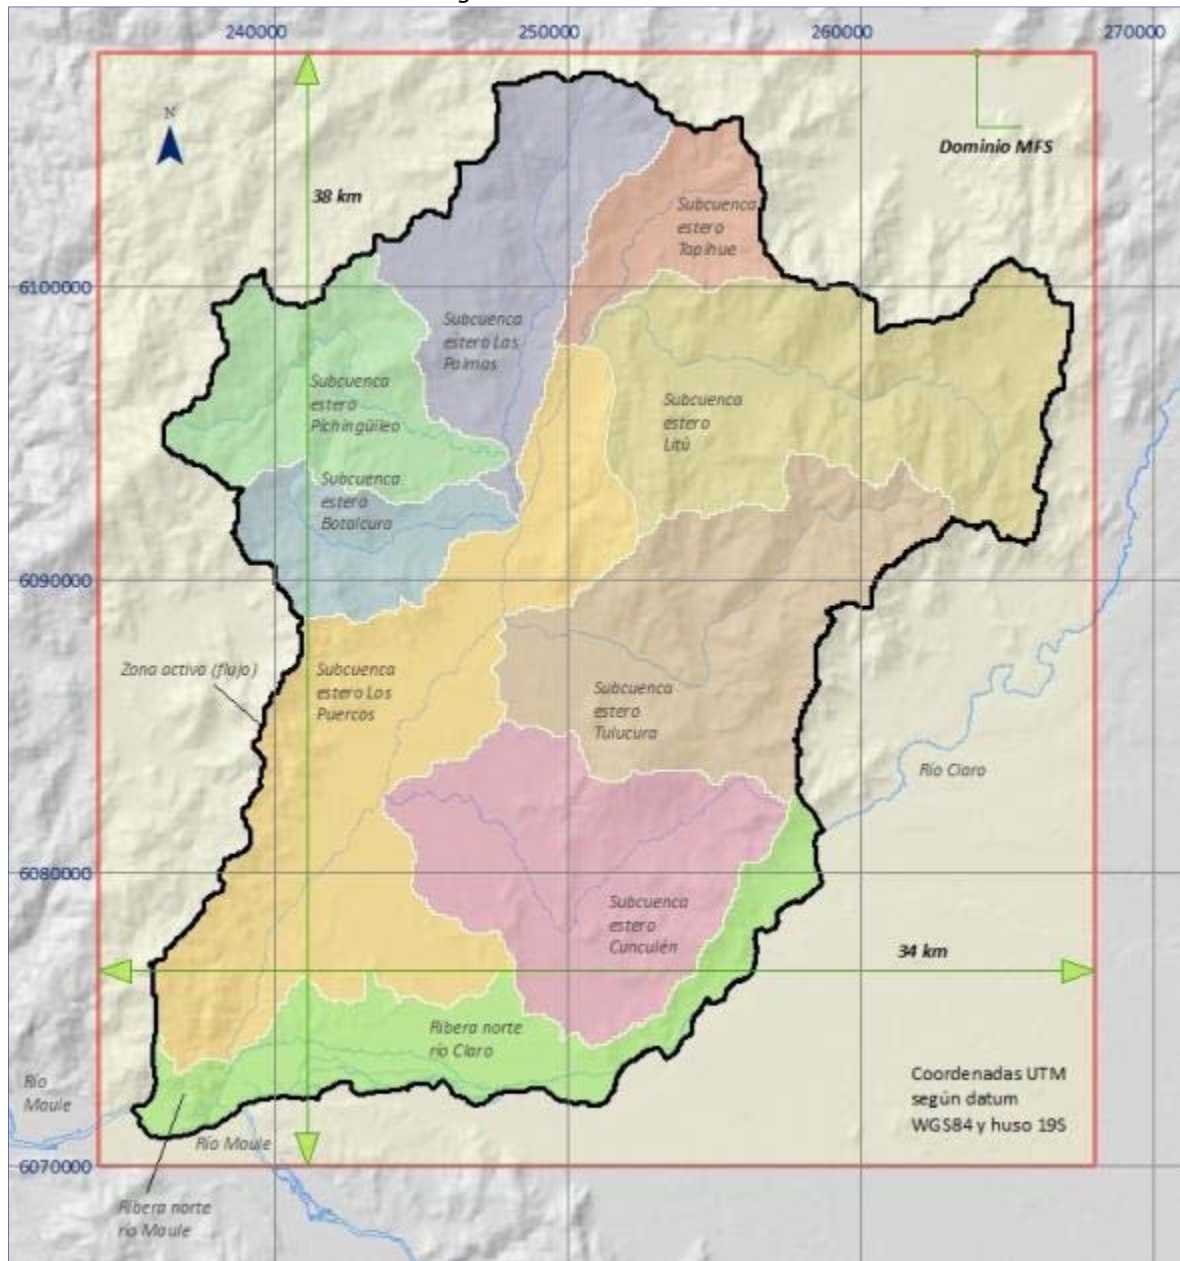 240000
250000
260000
270000
N
Dominio MFS
38 km
Subcuenca
estero
Tapihue
6100000
Subcuenca
estero Las
Palmas
Subcuenca
estero
Pichingüileo
Subcuenca
estero
Litú
Subcuenca
estero
Botalcura
6090000
Zona activa (flujo)
Subcuenca
estero Los
Puercos
Subcuenca
estero
Tulucura
Río Claro
6080000
Subcuenca
estero
Cunculén
34 km
Ribera norte
río Claro
Coordenadas UTM
según datum
WGS84 y huso 19S
Río
Maule
Río Maule
6070000
Ribera norte
río Maule